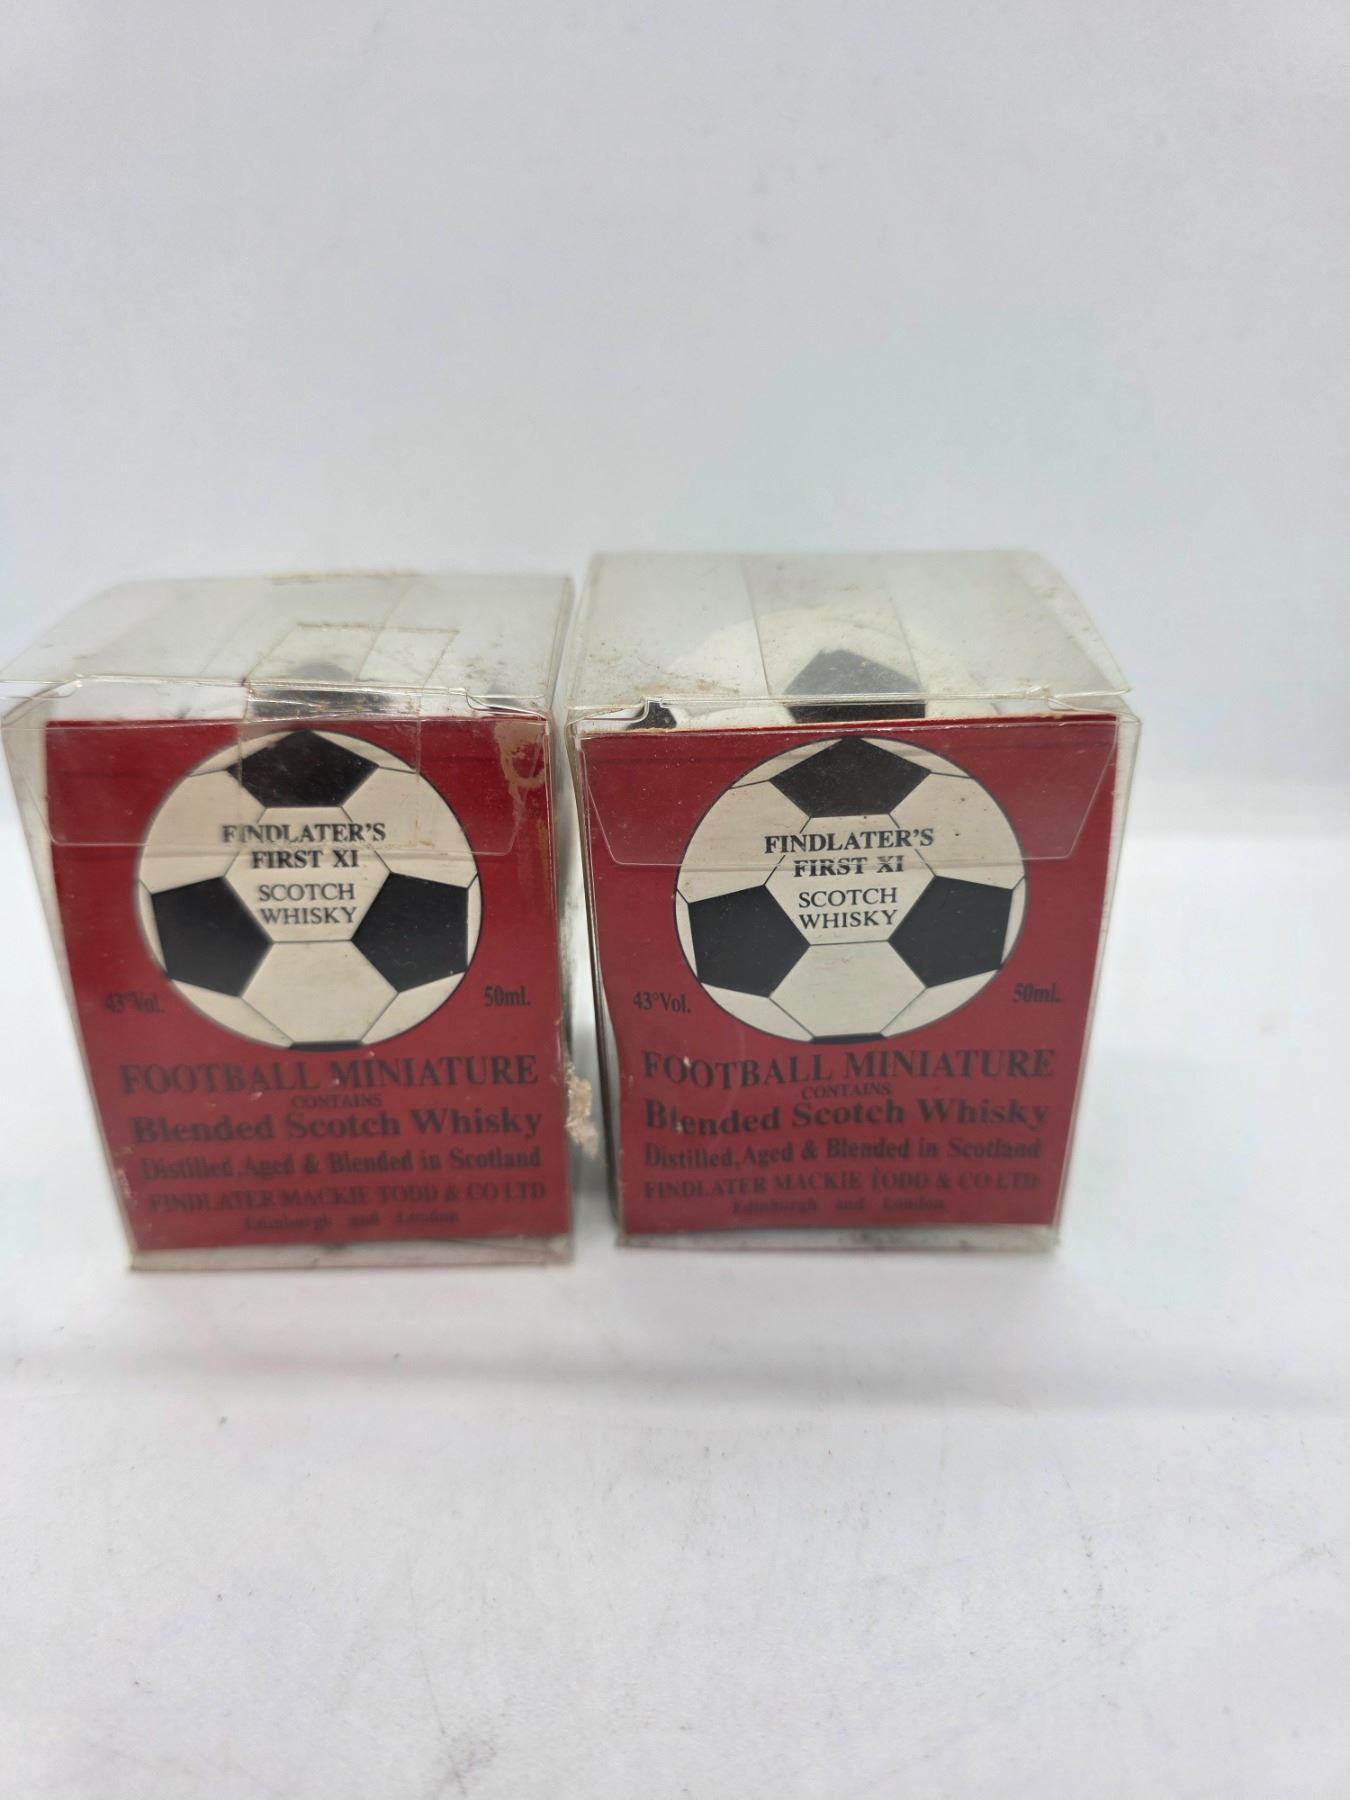 FINDLATER'S
FIRST XI
SCOTCH
WHISKY
43°Vol.
50ml.
FOOTBALL MINIATURE
CONTAINS
Blended Scotch Whisky
Distilled, Aged & Blended in Scotland
FINDLATER MACKIE TODD & CO LTD
Edinburgh and London
FINDLATER'S
FIRST XI
SCOTCH
WHISKY
43°Vol.
50ml.
FOOTBALL MINIATURE
CONTAINS
Blended Scotch Whisky
Distilled, Aged & Blended in Scotland
FINDLATER MACKIE TODD & CO LTD
Edinburgh and London